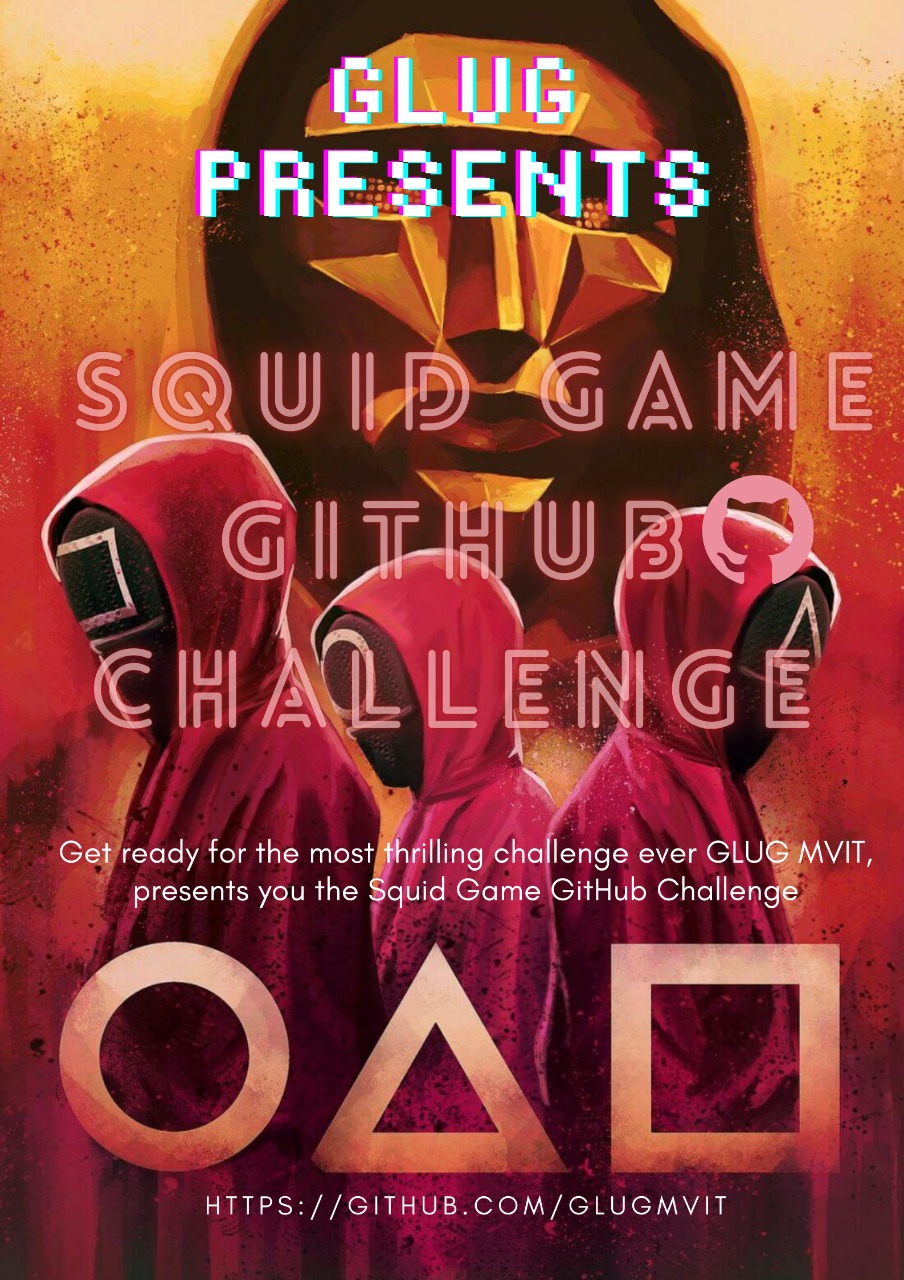 GLUG
PRESENTS
SQUID GAME
GITHUB
CHALLENGE
Get ready for the most thrilling challenge ever GLUG MVIT,
presents you the Squid Game GitHub Challenge
HTTPS://GITHUB.COM/GLUGMVIT